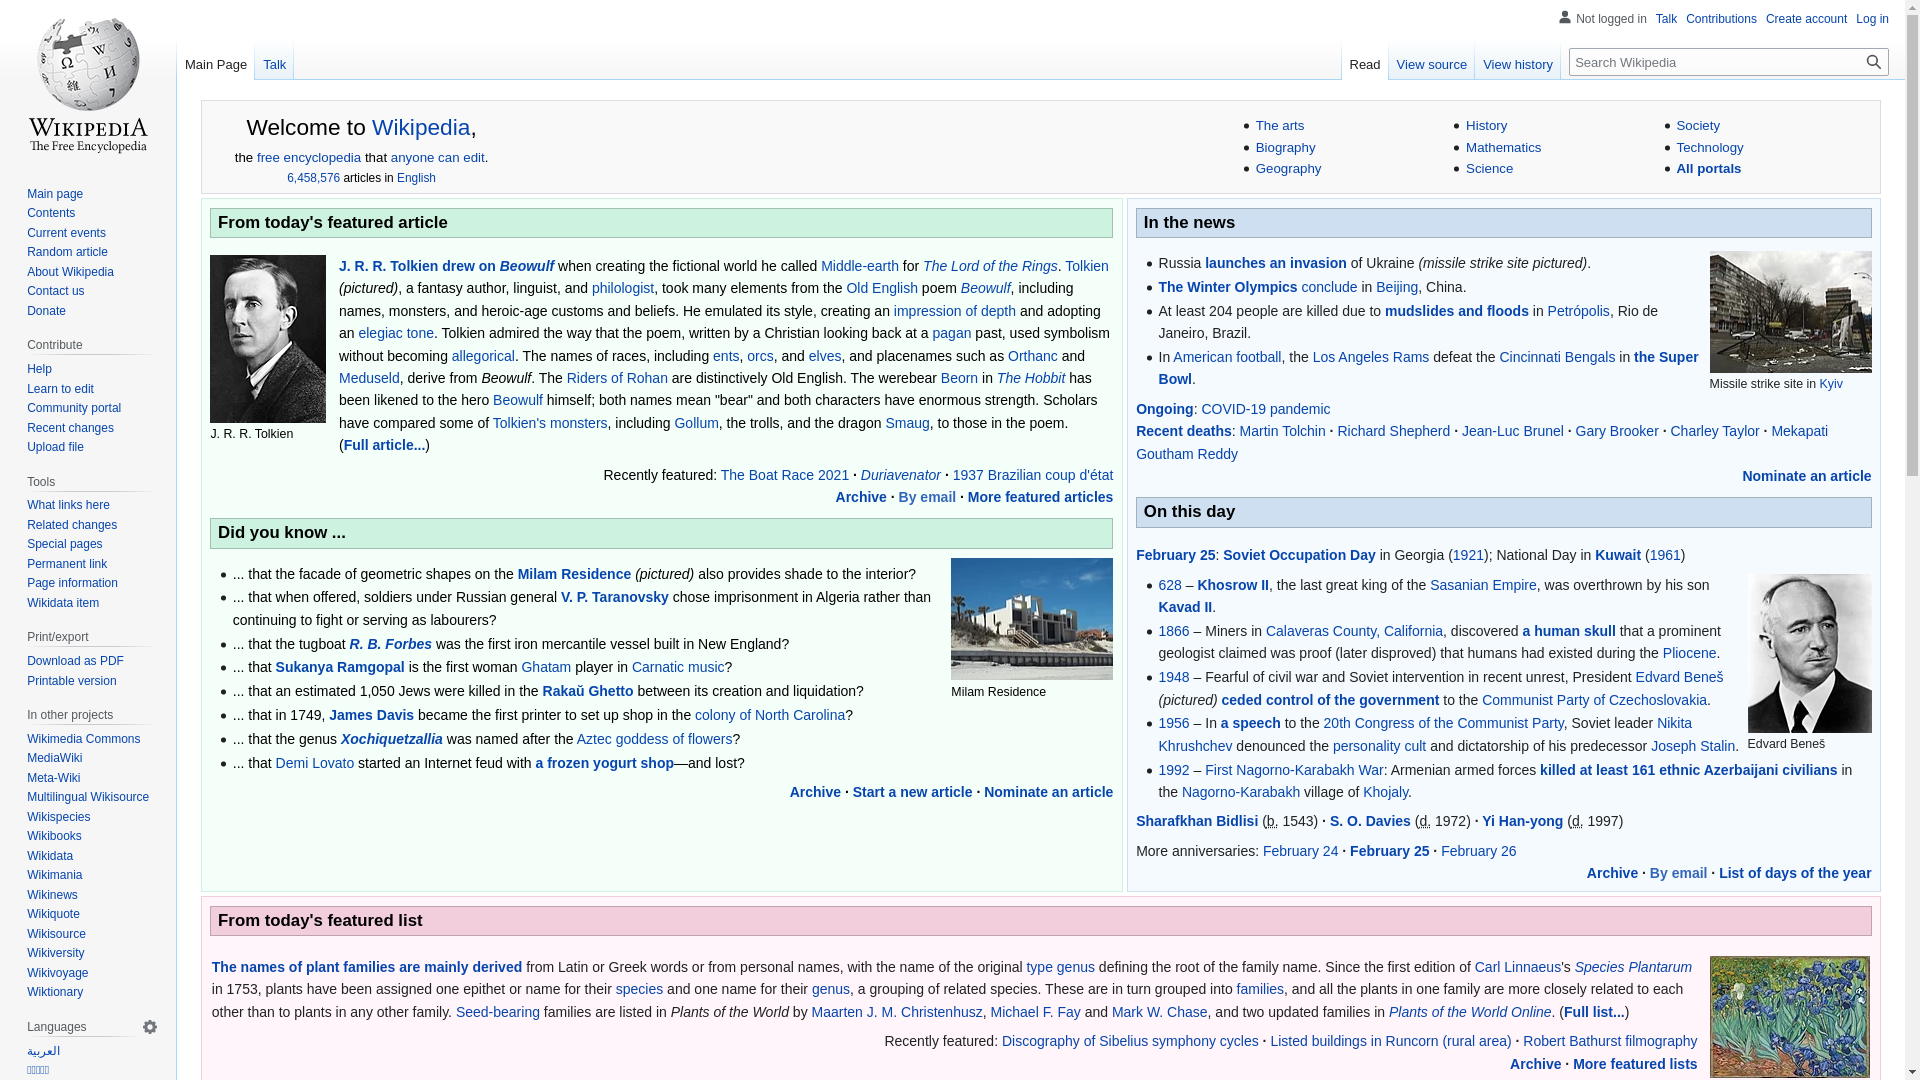 Not logged in Talk Contributions Create account Log in
Main Page Talk Read View source View history Search Wikipedia
WIKIPEDIA
The Free Encyclopedia
Main page
Contents
Current events
Random article
About Wikipedia
Contact us
Donate
Contribute
Help
Learn to edit
Community portal
Recent changes
Upload file
Tools
What links here
Related changes
Special pages
Permanent link
Page information
Wikidata item
Print/export
Download as PDF
Printable version
In other projects
Wikimedia Commons
MediaWiki
Meta-Wiki
Multilingual Wikisource
Wikispecies
Wikibooks
Wikidata
Wikimania
Wikinews
Wikiquote
Wikisource
Wikiversity
Wikivoyage
Wiktionary
Languages
العربية
Welcome to Wikipedia,
the free encyclopedia that anyone can edit.
6,458,576 articles in English
The arts
Biography
Geography
History
Mathematics
Science
Society
Technology
All portals
From today's featured article
J. R. R. Tolkien
J. R. R. Tolkien drew on Beowulf when creating the fictional world he called Middle-earth for The Lord of the Rings. Tolkien
(pictured), a fantasy author, linguist, and philologist, took many elements from the Old English poem Beowulf, including
names, monsters, and heroic-age customs and beliefs. He emulated its style, creating an impression of depth and adopting
an elegiac tone. Tolkien admired the way that the poem, written by a Christian looking back at a pagan past, used symbolism
without becoming allegorical. The names of races, including ents, orcs, and elves, and placenames such as Orthanc and
Meduseld, derive from Beowulf. The Riders of Rohan are distinctively Old English. The werebear Beorn in The Hobbit has
been likened to the hero Beowulf himself; both names mean "bear" and both characters have enormous strength. Scholars
have compared some of Tolkien's monsters, including Gollum, the trolls, and the dragon Smaug, to those in the poem.
(Full article...)
Recently featured: The Boat Race 2021 · Duriavenator · 1937 Brazilian coup d'état
Archive · By email · More featured articles
Did you know ...
... that the facade of geometric shapes on the Milam Residence (pictured) also provides shade to the interior?
... that when offered, soldiers under Russian general V. P. Taranovsky chose imprisonment in Algeria rather than
continuing to fight or serving as labourers?
... that the tugboat R. B. Forbes was the first iron mercantile vessel built in New England?
... that Sukanya Ramgopal is the first woman Ghatam player in Carnatic music?
... that an estimated 1,050 Jews were killed in the Rakaŭ Ghetto between its creation and liquidation?
... that in 1749, James Davis became the first printer to set up shop in the colony of North Carolina?
... that the genus Xochiquetzallia was named after the Aztec goddess of flowers?
... that Demi Lovato started an Internet feud with a frozen yogurt shop—and lost?
Milam Residence
Archive · Start a new article · Nominate an article
In the news
Russia launches an invasion of Ukraine (missile strike site pictured).
The Winter Olympics conclude in Beijing, China.
At least 204 people are killed due to mudslides and floods in Petrópolis, Rio de
Janeiro, Brazil.
In American football, the Los Angeles Rams defeat the Cincinnati Bengals in the Super
Bowl.
Missile strike site in Kyiv
Ongoing: COVID-19 pandemic
Recent deaths: Martin Tolchin · Richard Shepherd · Jean-Luc Brunel · Gary Brooker · Charley Taylor · Mekapati
Goutham Reddy
Nominate an article
On this day
February 25: Soviet Occupation Day in Georgia (1921); National Day in Kuwait (1961)
628 – Khosrow II, the last great king of the Sasanian Empire, was overthrown by his son
Kavad II.
1866 – Miners in Calaveras County, California, discovered a human skull that a prominent
geologist claimed was proof (later disproved) that humans had existed during the Pliocene.
1948 – Fearful of civil war and Soviet intervention in recent unrest, President Edvard Beneš
(pictured) ceded control of the government to the Communist Party of Czechoslovakia.
1956 – In a speech to the 20th Congress of the Communist Party, Soviet leader Nikita
Khrushchev denounced the personality cult and dictatorship of his predecessor Joseph Stalin.
1992 – First Nagorno-Karabakh War: Armenian armed forces killed at least 161 ethnic Azerbaijani civilians in
the Nagorno-Karabakh village of Khojaly.
Edvard Beneš
Sharafkhan Bidlisi (b. 1543) · S. O. Davies (d. 1972) · Yi Han-yong (d. 1997)
More anniversaries: February 24 · February 25 · February 26
Archive · By email · List of days of the year
From today's featured list
The names of plant families are mainly derived from Latin or Greek words or from personal names, with the name of the original type genus defining the root of the family name. Since the first edition of Carl Linnaeus's Species Plantarum
in 1753, plants have been assigned one epithet or name for their species and one name for their genus, a grouping of related species. These are in turn grouped into families, and all the plants in one family are more closely related to each
other than to plants in any other family. Seed-bearing families are listed in Plants of the World by Maarten J. M. Christenhusz, Michael F. Fay and Mark W. Chase, and two updated families in Plants of the World Online. (Full list...)
Recently featured: Discography of Sibelius symphony cycles · Listed buildings in Runcorn (rural area) · Robert Bathurst filmography
Archive · More featured lists